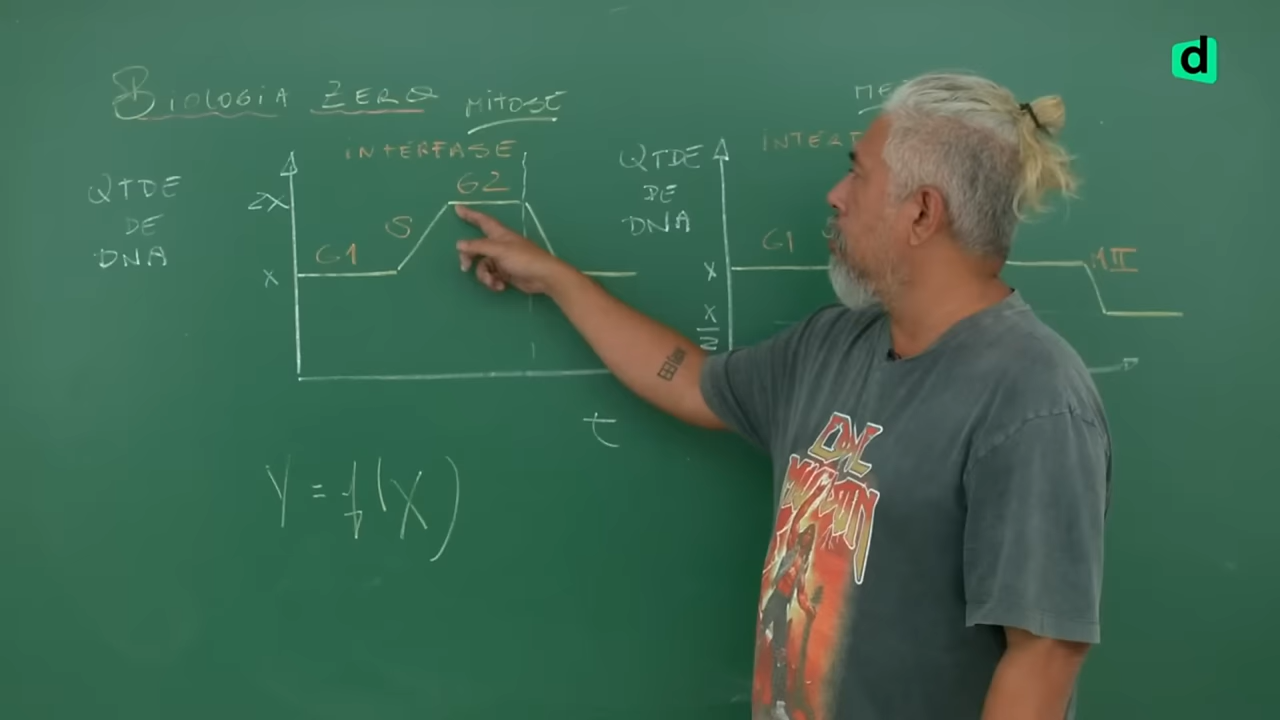 BIOLOGIA ZERO
MITOSE
INTERFASE
QTDE
DE
DNA
2X
X
G1
S
G2
t
Y = f(X)
QTDE
DE
DNA
X
X
2
G1
MII
d